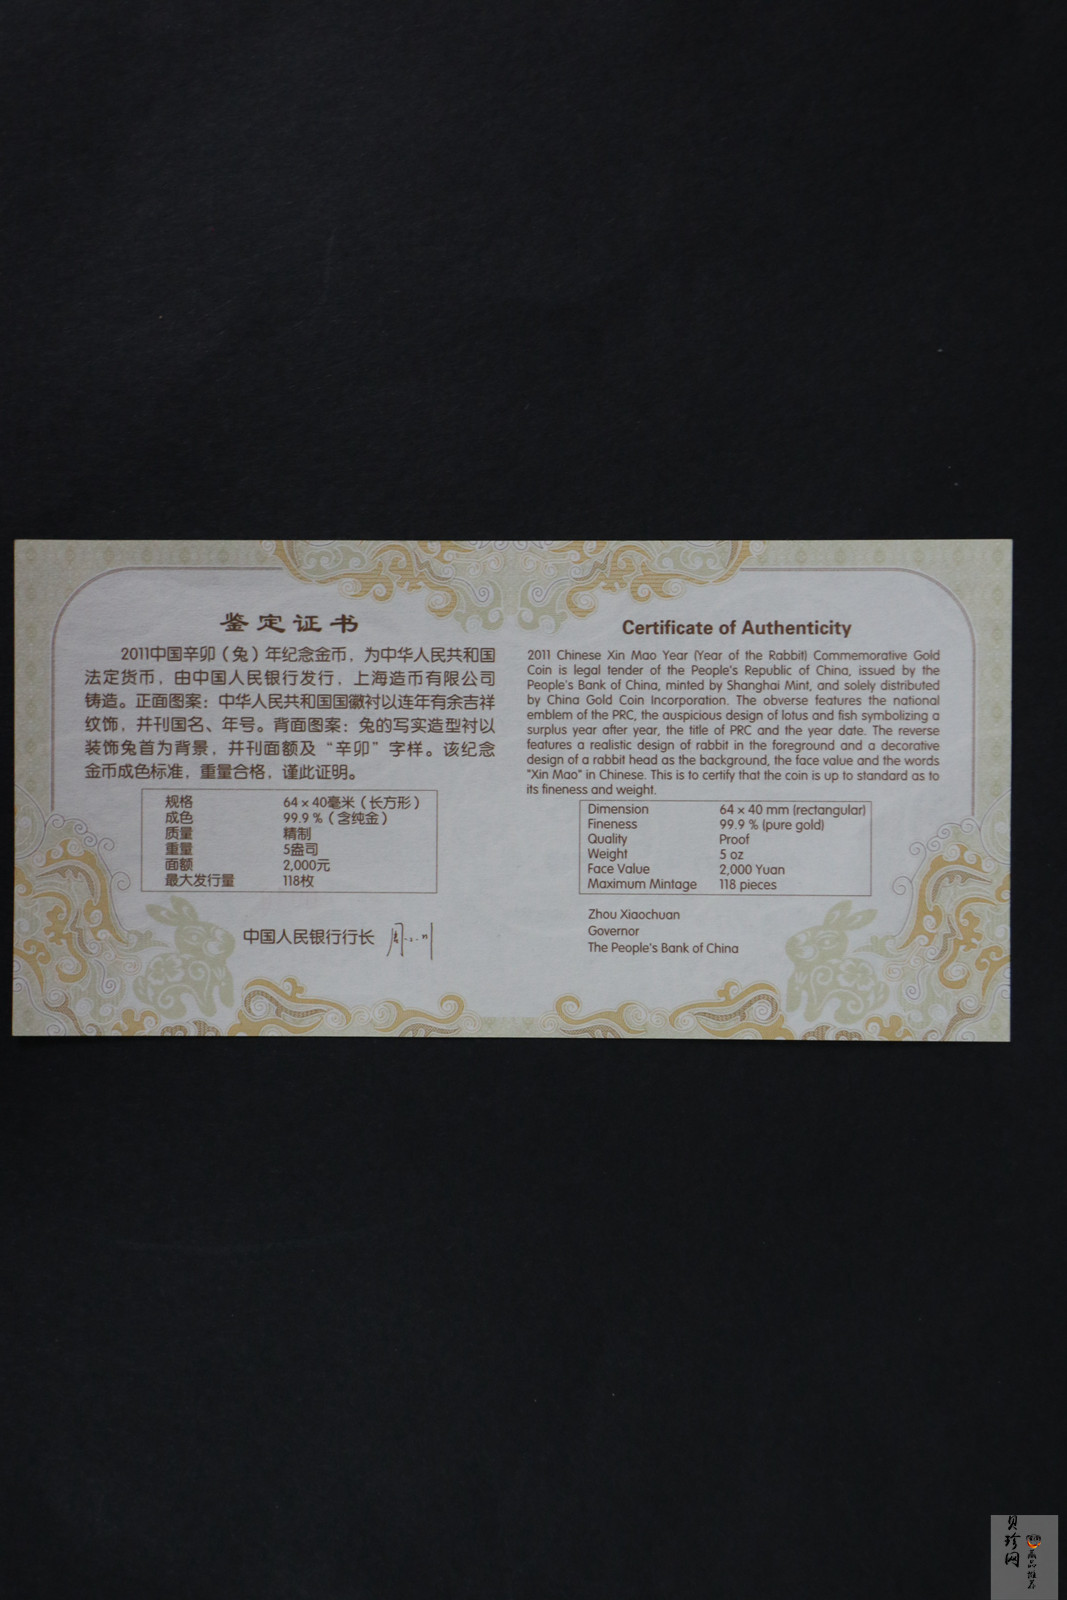 鉴定证书
2011中国辛卯（兔）年纪念金币，为中华人民共和国
法定货币，由中国人民银行发行，上海造币有限公司
铸造。正面图案：中华人民共和国国徽衬以连年有余吉祥
纹饰，并刊国名、年号。背面图案：兔的写实造型衬以
装饰兔首为背景，并刊面额及“辛卯”字样。该纪念
金币成色标准，重量合格，谨此证明。
规格 64×40毫米（长方形）
成色 99.9％（含纯金）
质量 精制
重量 5盎司
面额 2,000元
最大发行量 118枚
中国人民银行行长
Certificate of Authenticity
2011 Chinese Xin Mao Year (Year of the Rabbit) Commemorative Gold
Coin is legal tender of the People's Republic of China, issued by the
People's Bank of China, minted by Shanghai Mint, and solely distributed
by China Gold Coin Incorporation. The obverse features the national
emblem of the PRC, the auspicious design of lotus and fish symbolizing a
surplus year after year, the title of PRC and the year date. The reverse
features a realistic design of rabbit in the foreground and a decorative
design of a rabbit head as the background, the face value and the words
"Xin Mao" in Chinese. This is to certify that the coin is up to standard as to
its fineness and weight.
Dimension 64 × 40 mm (rectangular)
Fineness 99.9 % (pure gold)
Quality Proof
Weight 5 oz
Face Value 2,000 Yuan
Maximum Mintage 118 pieces
Zhou Xiaochuan
Governor
The People's Bank of China
贝珍网
藏品推荐